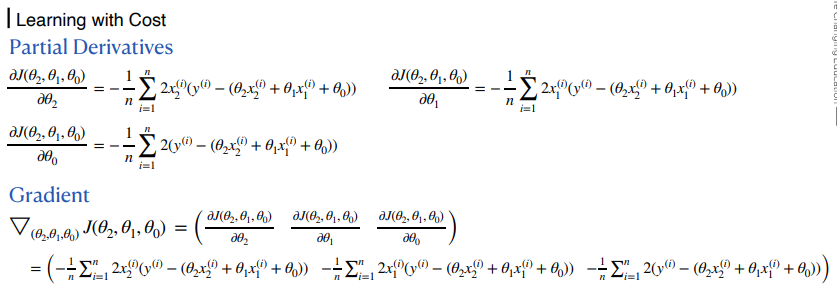 Learning with Cost
Partial Derivatives
∂J(θ₂, θ₁, θ₀)/∂θ₂ = −(1/n) ∑ᵢ₌₁ⁿ 2x₂⁽ⁱ⁾(y⁽ⁱ⁾ − (θ₂x₂⁽ⁱ⁾ + θ₁x₁⁽ⁱ⁾ + θ₀)) ∂J(θ₂, θ₁, θ₀)/∂θ₁ = −(1/n) ∑ᵢ₌₁ⁿ 2x₁⁽ⁱ⁾(y⁽ⁱ⁾ − (θ₂x₂⁽ⁱ⁾ + θ₁x₁⁽ⁱ⁾ + θ₀))
∂J(θ₂, θ₁, θ₀)/∂θ₀ = −(1/n) ∑ᵢ₌₁ⁿ 2(y⁽ⁱ⁾ − (θ₂x₂⁽ⁱ⁾ + θ₁x₁⁽ⁱ⁾ + θ₀))
Gradient
∇₍θ₂,θ₁,θ₀₎ J(θ₂, θ₁, θ₀) = (∂J(θ₂, θ₁, θ₀)/∂θ₂ ∂J(θ₂, θ₁, θ₀)/∂θ₁ ∂J(θ₂, θ₁, θ₀)/∂θ₀)
= (−(1/n) ∑ᵢ₌₁ⁿ 2x₂⁽ⁱ⁾(y⁽ⁱ⁾ − (θ₂x₂⁽ⁱ⁾ + θ₁x₁⁽ⁱ⁾ + θ₀)) −(1/n) ∑ᵢ₌₁ⁿ 2x₁⁽ⁱ⁾(y⁽ⁱ⁾ − (θ₂x₂⁽ⁱ⁾ + θ₁x₁⁽ⁱ⁾ + θ₀)) −(1/n) ∑ᵢ₌₁ⁿ 2(y⁽ⁱ⁾ − (θ₂x₂⁽ⁱ⁾ + θ₁x₁⁽ⁱ⁾ + θ₀)))